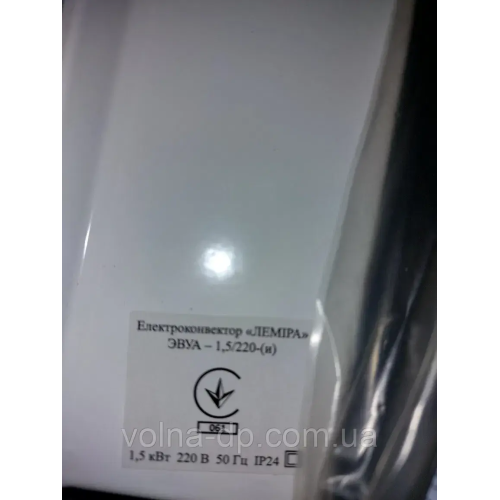 Електроконвектор «ЛЕМІРА»
ЭВУА – 1,5/220-(и)
061
volna-dp.com.ua
1,5 кВт 220 В 50 Гц IP24